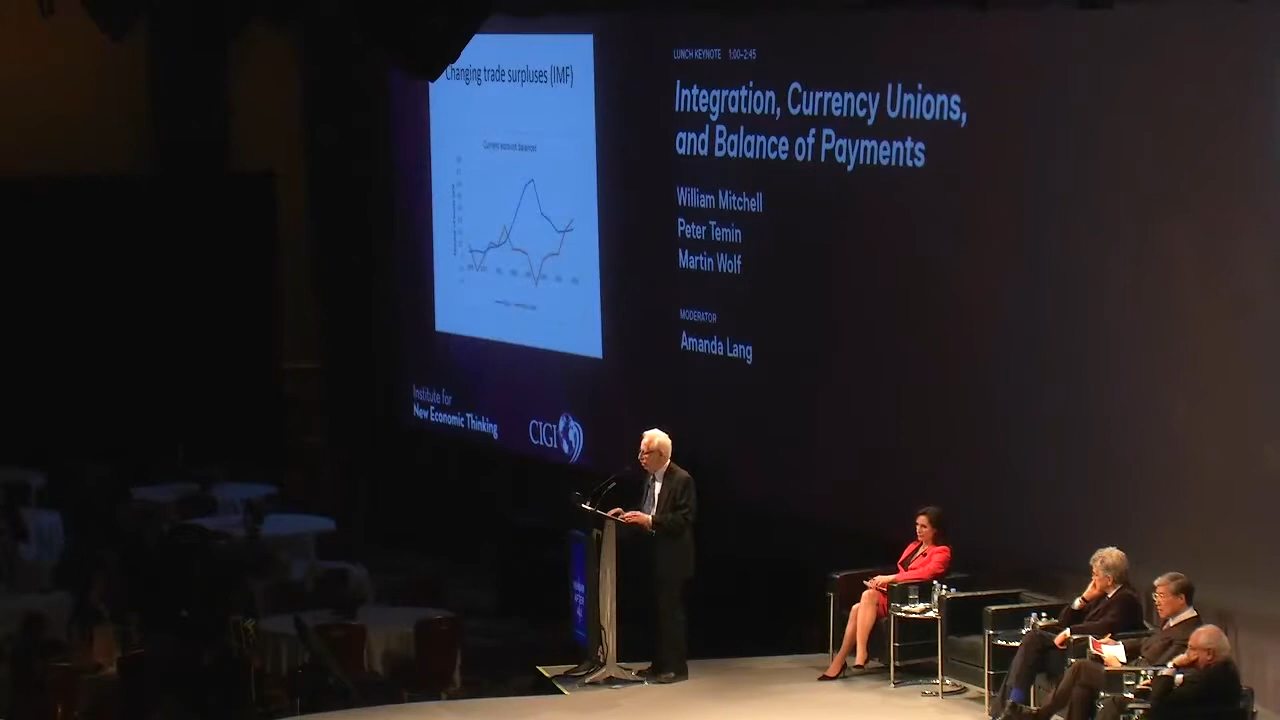 Changing trade surpluses (IMF)
Current account balances
LUNCH KEYNOTE 1:00–2:45
Integration, Currency Unions,
and Balance of Payments
William Mitchell
Peter Temin
Martin Wolf
MODERATOR
Amanda Lang
Institute for
New Economic Thinking
CIGI